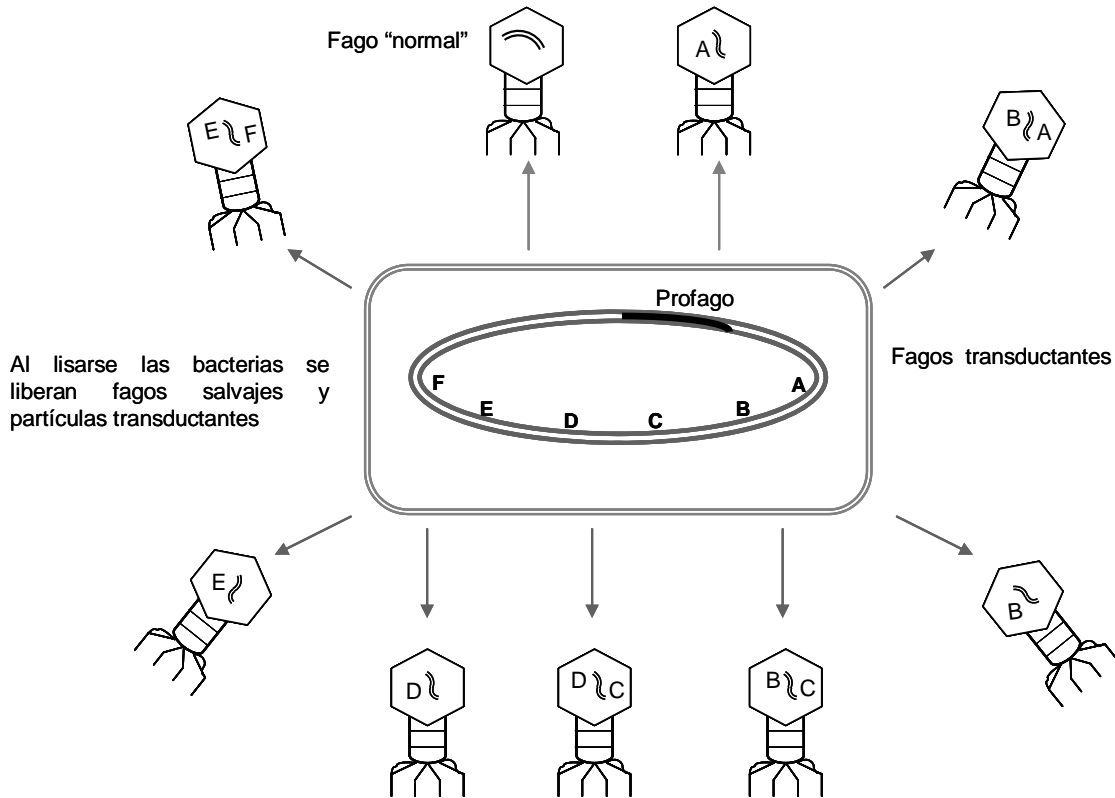 Fago “normal”
A
E F
B A
Profago
Al lisarse las bacterias se
liberan fagos salvajes y
partículas transductantes
Fagos transductantes
F
A
E
B
D
C
E
B
D
D C
B C